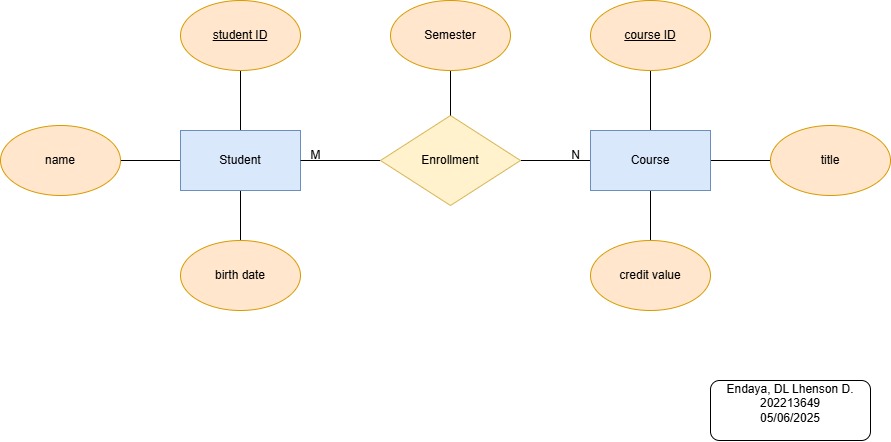 student ID
Semester
course ID
name
Student
M
Enrollment
N
Course
title
birth date
credit value
Endaya, DL Lhenson D.
202213649
05/06/2025